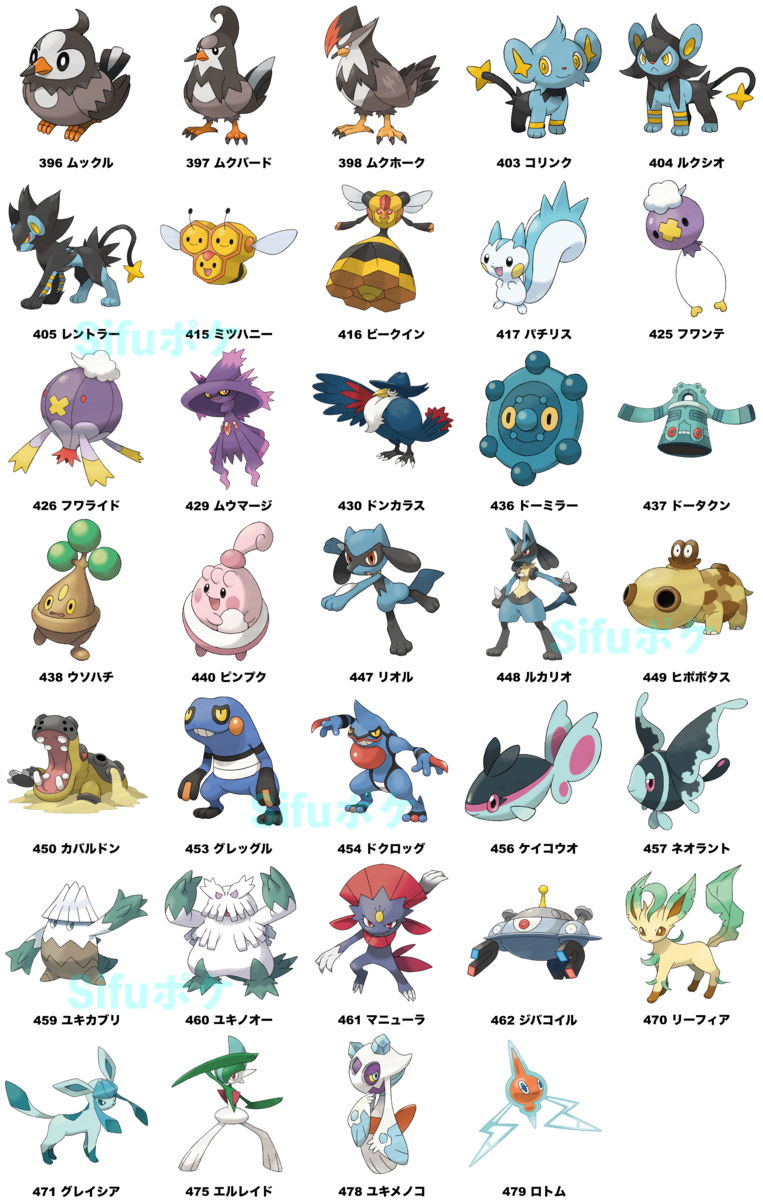 396 ムックル
397 ムクバード
398 ムクホーク
403 コリンク
404 ルクシオ
405 レントラー
415 ミツハニー
416 ビークイン
417 パチリス
425 フワンテ
Sifuポケ
426 フワライド
429 ムウマージ
430 ドンカラス
436 ドーミラー
437 ドータクン
438 ウソハチ
440 ピンプク
447 リオル
448 ルカリオ
449 ヒポポタス
Sifuポケ
450 カバルドン
453 グレッグル
454 ドクロッグ
456 ケイコウオ
457 ネオラント
Sifuポケ
459 ユキカブリ
460 ユキノオー
461 マニューラ
462 ジバコイル
470 リーフィア
Sifuポケ
471 グレイシア
475 エルレイド
478 ユキメノコ
479 ロトム